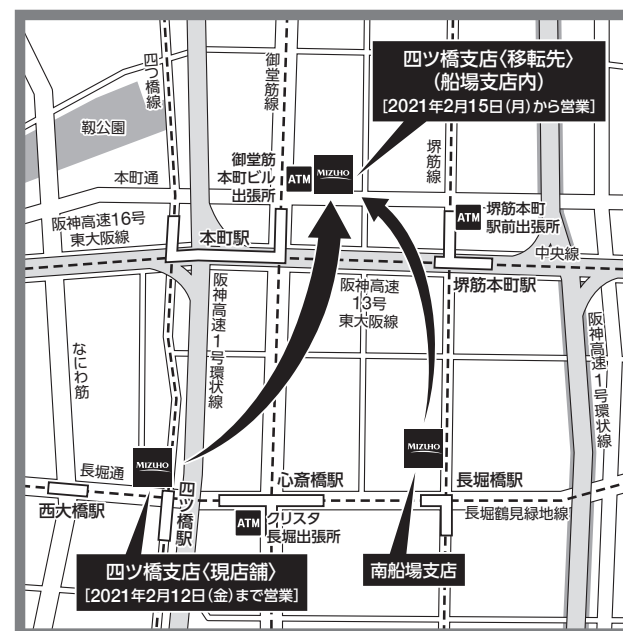 四つ橋線
御堂筋線
四ツ橋支店〈移転先〉
(船場支店内)
[2021年2月15日(月)から営業]
靱公園
本町通
御堂筋
本町ビル
出張所
ATM
MIZUHO
堺筋線
ATM
堺筋本町
駅前出張所
阪神高速16号
東大阪線
本町駅
中央線
堺筋本町駅
阪神高速
13号
東大阪線
阪神高速1号環状線
阪神高速1号環状線
なにわ筋
MIZUHO
MIZUHO
長堀通
西大橋駅
四ツ橋駅
心斎橋駅
長堀橋駅
長堀鶴見緑地線
ATM
クリスタ
長堀出張所
四ツ橋支店〈現店舗〉
[2021年2月12日(金)まで営業]
南船場支店